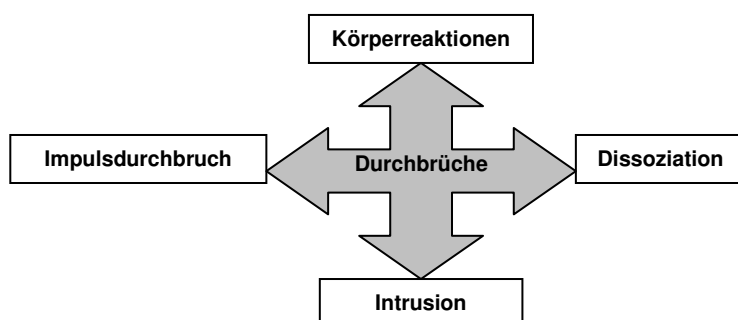 Körperreaktionen
Impulsdurchbruch
Durchbrüche
Dissoziation
Intrusion